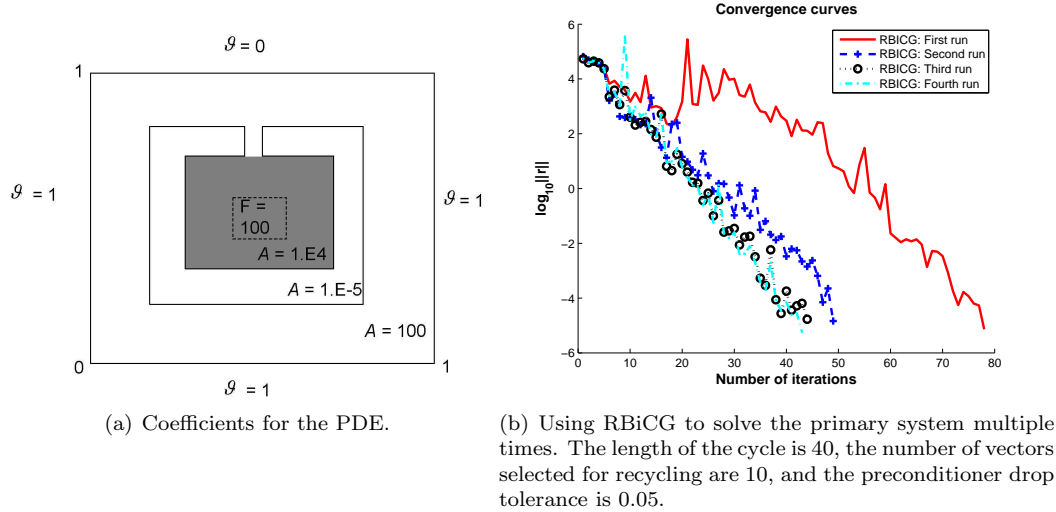 𝜗 = 0
1
𝜗 = 1
𝜗 = 1
F =
100
A = 1.E4
A = 1.E-5
A = 100
0
1
𝜗 = 1
(a) Coefficients for the PDE.
Convergence curves
RBICG: First run
RBICG: Second run
RBICG: Third run
RBICG: Fourth run
log₁₀||r||
6
4
2
0
−2
−4
−6
0 10 20 30 40 50 60 70 80
Number of iterations
(b) Using RBiCG to solve the primary system multiple
times. The length of the cycle is 40, the number of vectors
selected for recycling are 10, and the preconditioner drop
tolerance is 0.05.